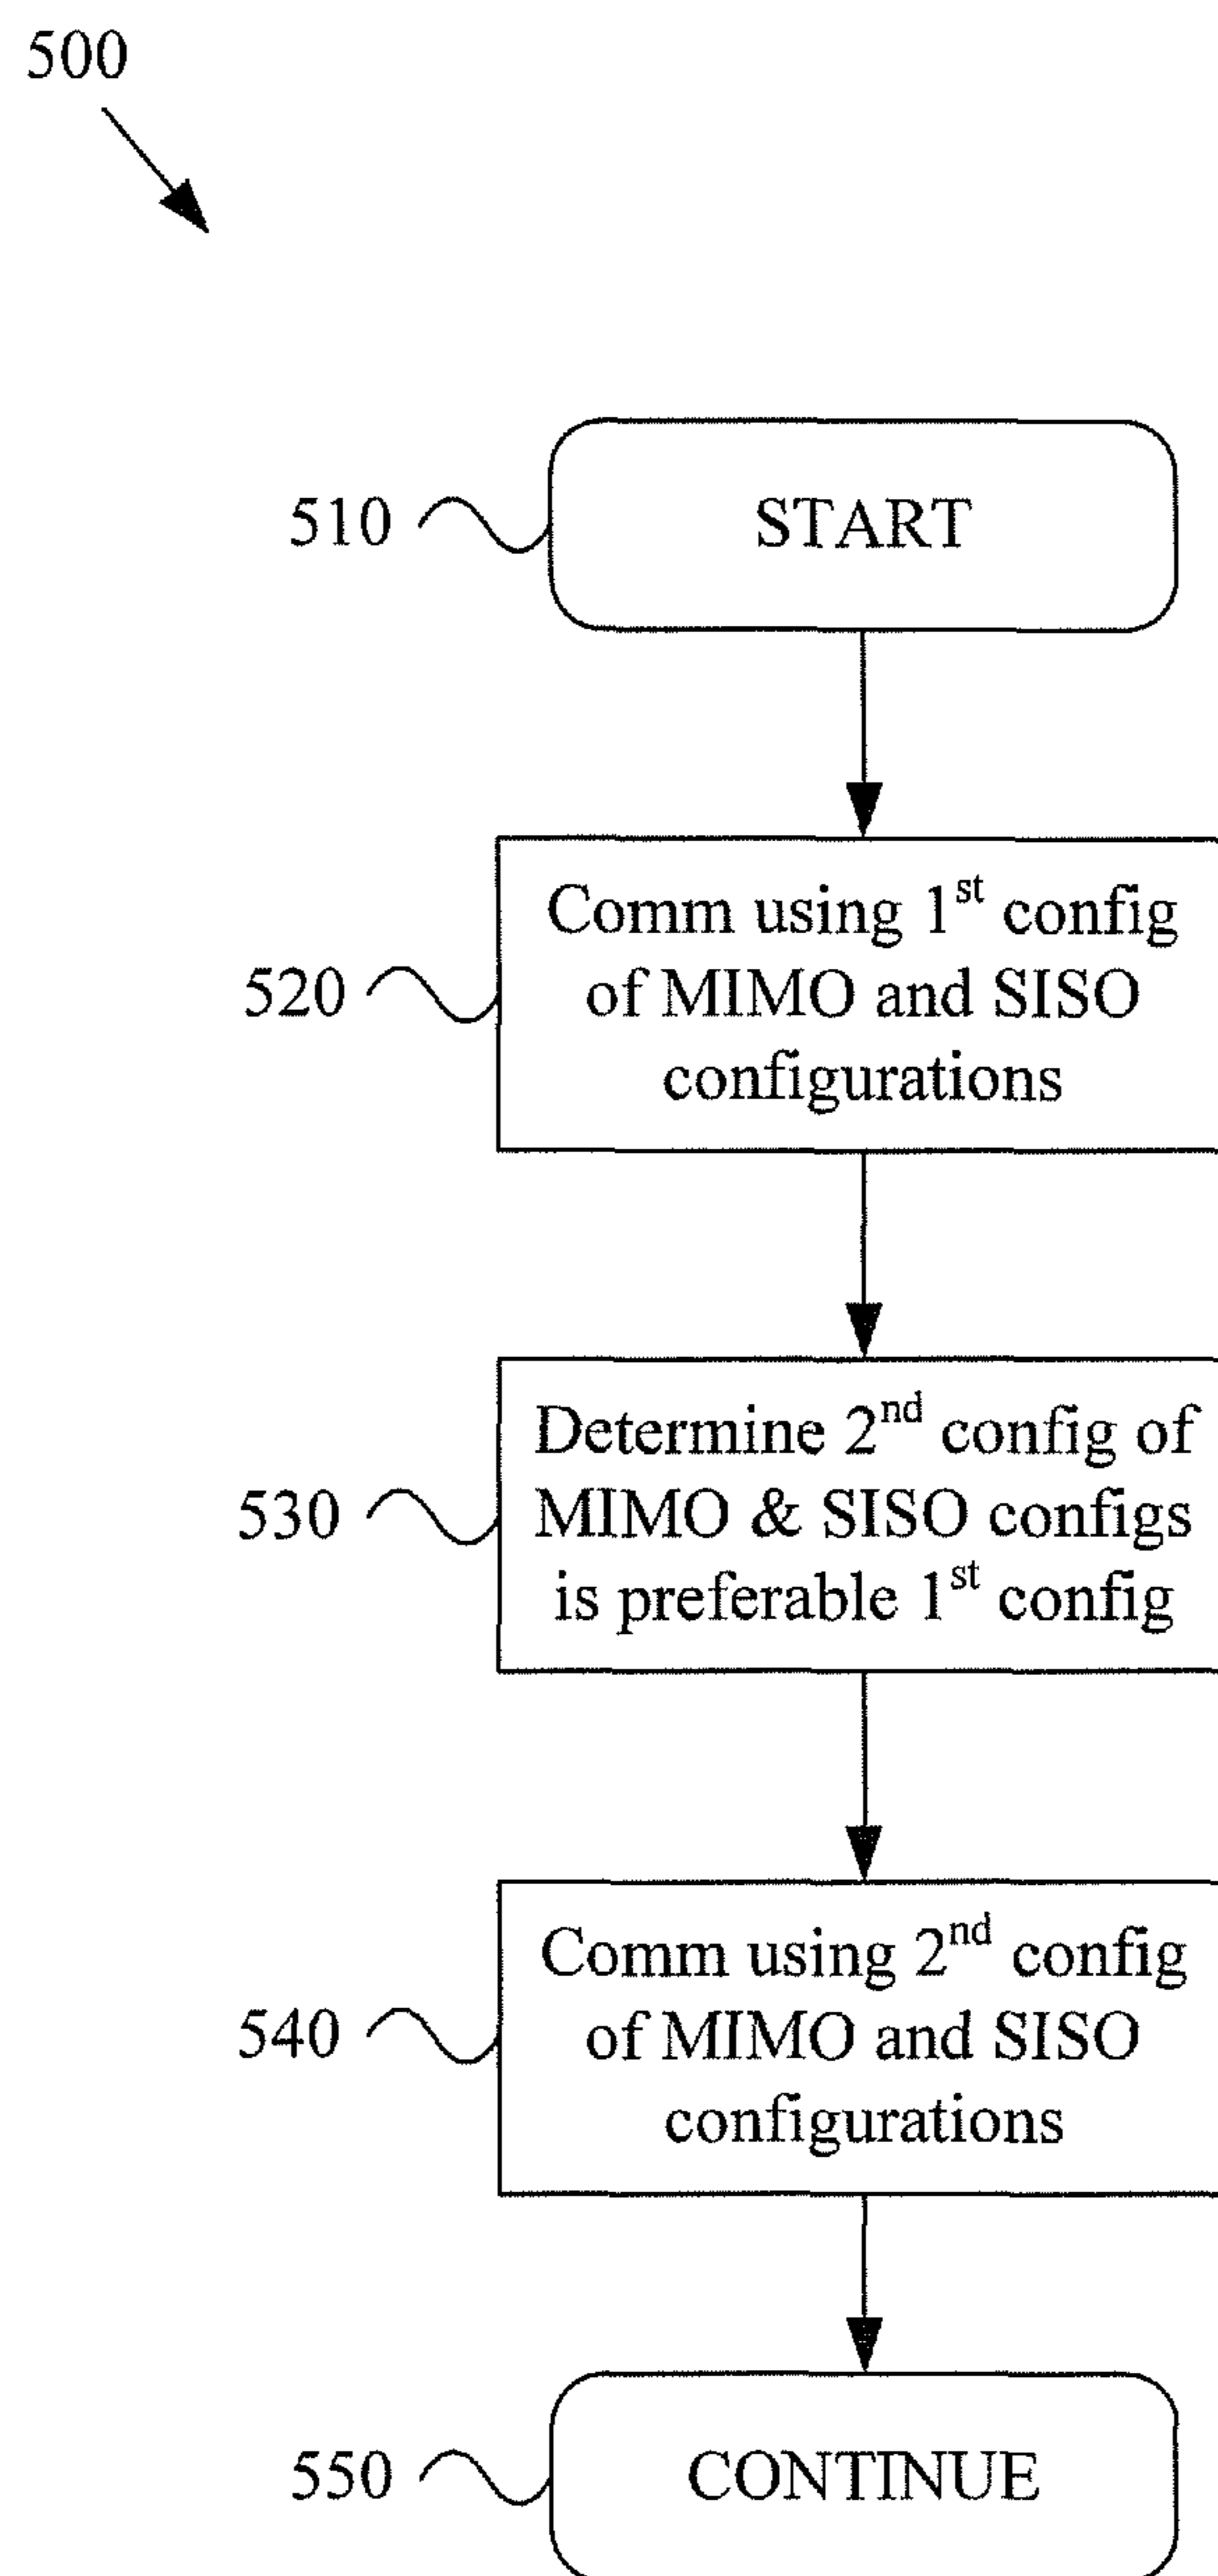 500
510
START
520
Comm using 1st config
of MIMO and SISO
configurations
530
Determine 2nd config of
MIMO & SISO configs
is preferable 1st config
540
Comm using 2nd config
of MIMO and SISO
configurations
550
CONTINUE